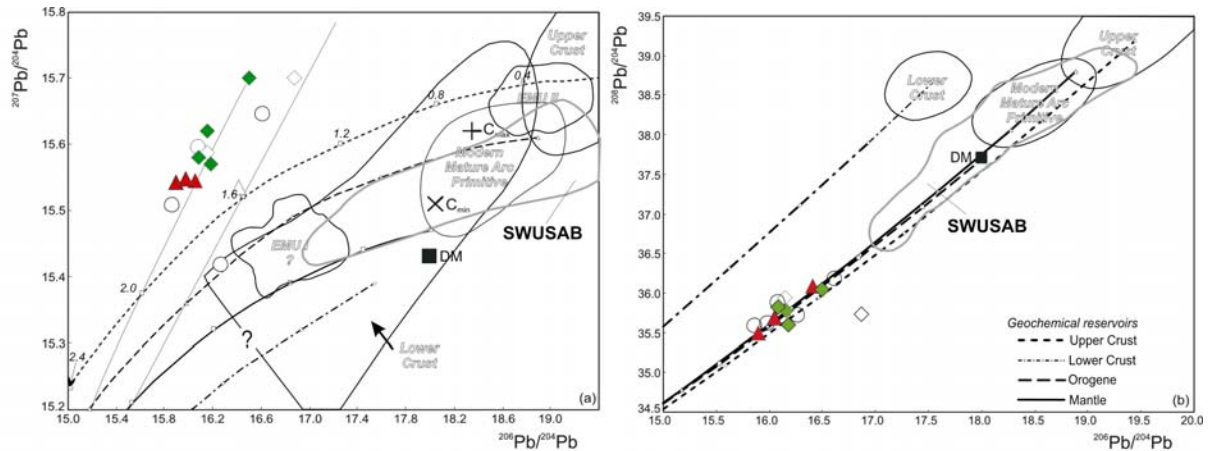 ²⁰⁷Pb/²⁰⁴Pb
15.8
15.7
15.6
15.5
15.4
15.3
15.2
15.0 15.4 15.8 16.2 16.6 17.0 17.4 17.8 18.2 18.6 19.0
²⁰⁶Pb/²⁰⁴Pb
Upper
Crust
0.4
EMU II
0.8
1.2
1.6
2.0
2.4
C max
Modern
Mature Arc
Primitive
C min
SWUSAB
EMU I
?
DM
?
Lower
Crust
(a)
²⁰⁸Pb/²⁰⁴Pb
39.5
39.0
38.5
38.0
37.5
37.0
36.5
36.0
35.5
35.0
34.5
15.0 15.5 16.0 16.5 17.0 17.5 18.0 18.5 19.0 19.5 20.0
²⁰⁶Pb/²⁰⁴Pb
Upper
Crust
Lower
Crust
Modern
Mature Arc
Primitive
DM
SWUSAB
Geochemical reservoirs
Upper Crust
Lower Crust
Orogene
Mantle
(b)